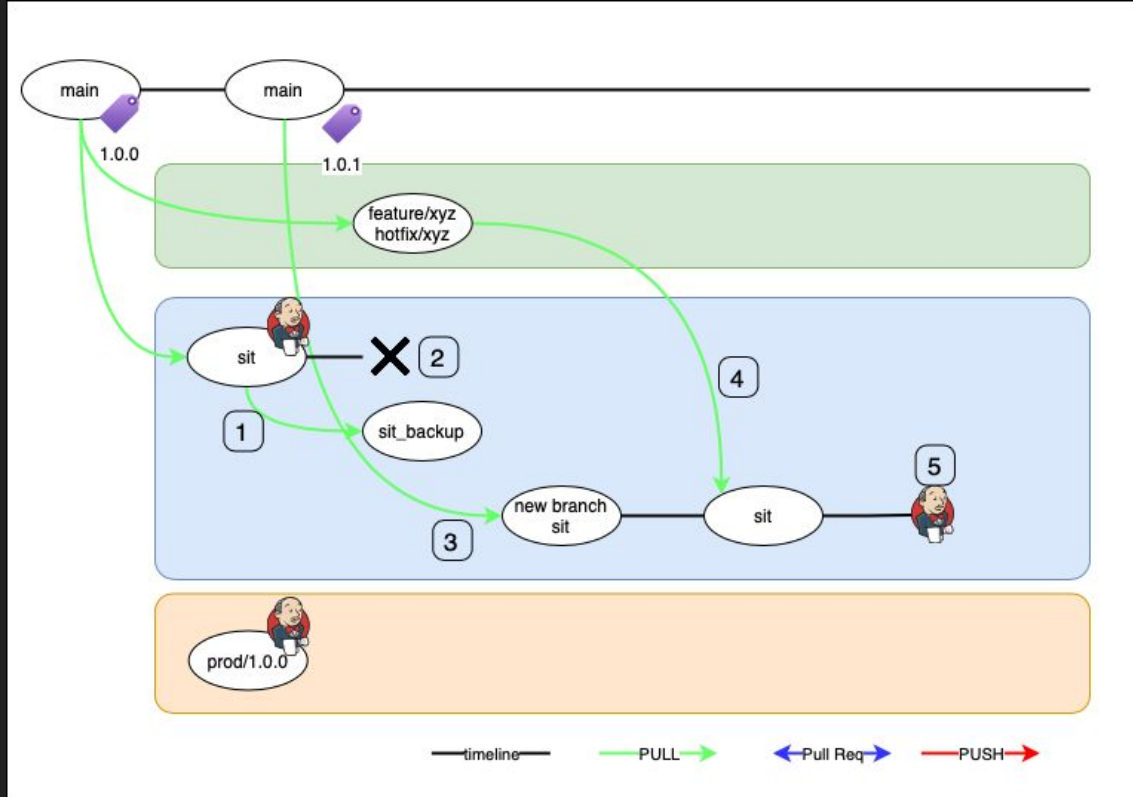 main
main
1.0.0
1.0.1
feature/xyz
hotfix/xyz
sit
2
4
1
sit_backup
5
new branch
sit
sit
3
prod/1.0.0
timeline
PULL
Pull Req
PUSH